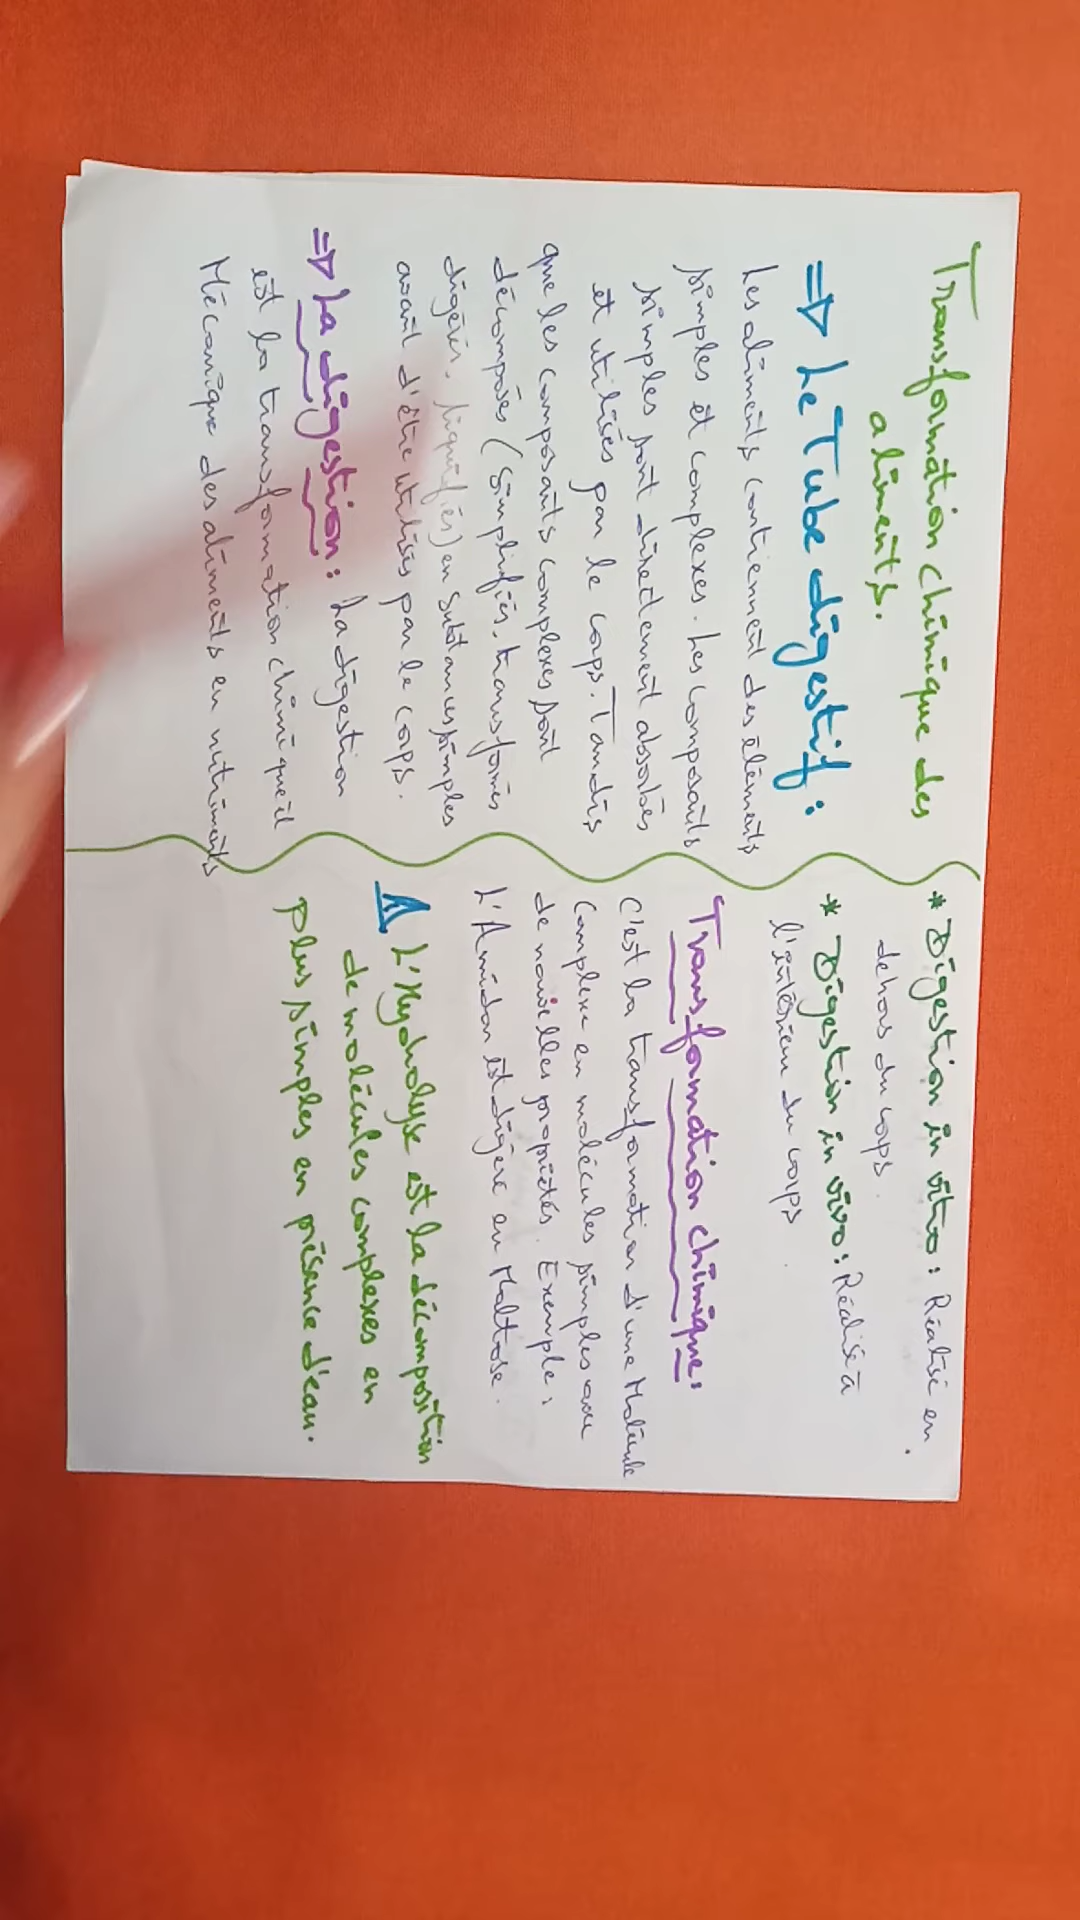 Transformation chimique des
aliments.
=> Le Tube digestif :
Les aliments contiennent des éléments
simples et complexes. Les composants
simples sont directement absorbés
et utilisés par le corps. Tandis
que les composants complexes sont
décomposés (simplifiés, transformés
digérés, liquéfiés) en substances simples
avant d'être utilisés par le corps.
=> La digestion : La digestion
est la transformation chimique et
Mécanique des aliments en nutriments
* Digestion in vitro : Réalisé en
dehors du corps.
* Digestion in vivo : Réalisé à
l'intérieur du corps.
Transformation chimique :
C'est la transformation d'une Molécule
complexe en molécules simples avec
de nouvelles propriétés. Exemple :
L'Amidon est digéré en Maltose.
L'Hydrolyse est la décomposition
de molécules complexes en
plus simples en présence d'eau.